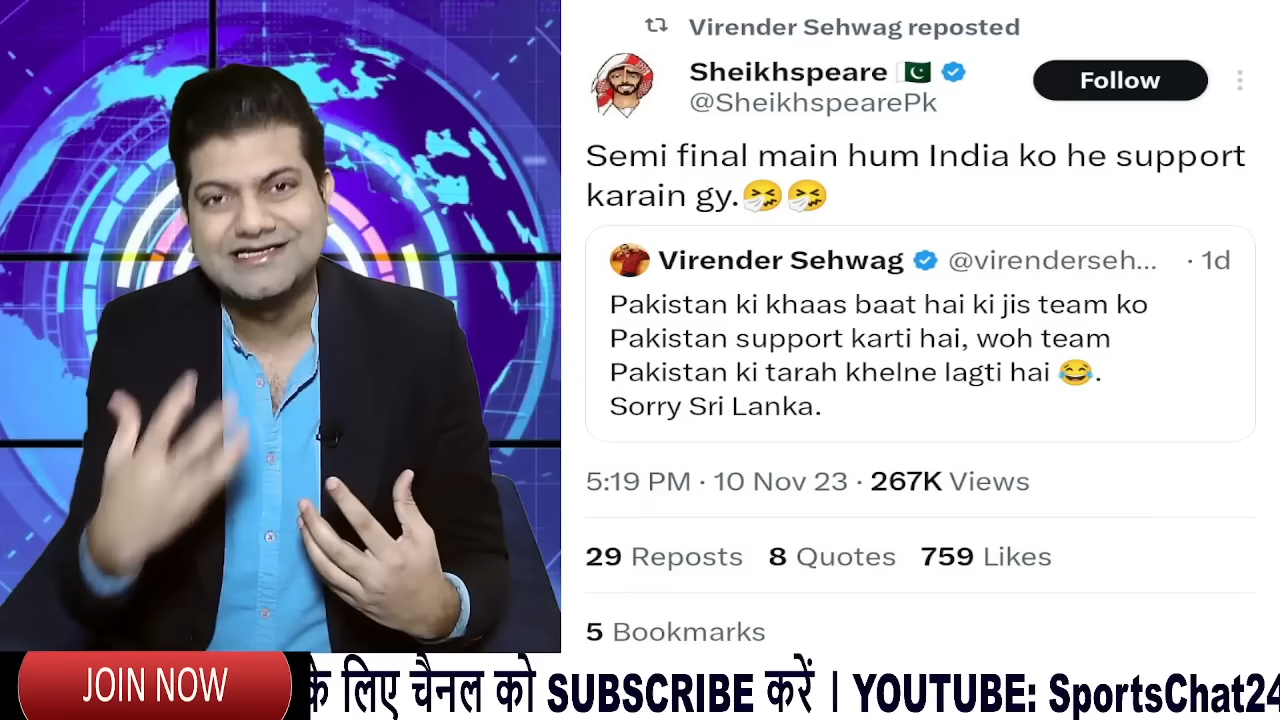 Virender Sehwag reposted
Sheikhspeare
@SheikhspearePk
Follow
Semi final main hum India ko he support
karain gy.🤧🤧
Virender Sehwag @virenderseh... · 1d
Pakistan ki khaas baat hai ki jis team ko
Pakistan support karti hai, woh team
Pakistan ki tarah khelne lagti hai 😂.
Sorry Sri Lanka.
5:19 PM · 10 Nov 23 · 267K Views
29 Reposts 8 Quotes 759 Likes
5 Bookmarks
JOIN NOW
के लिए चैनल को SUBSCRIBE करें । YOUTUBE: SportsChat24